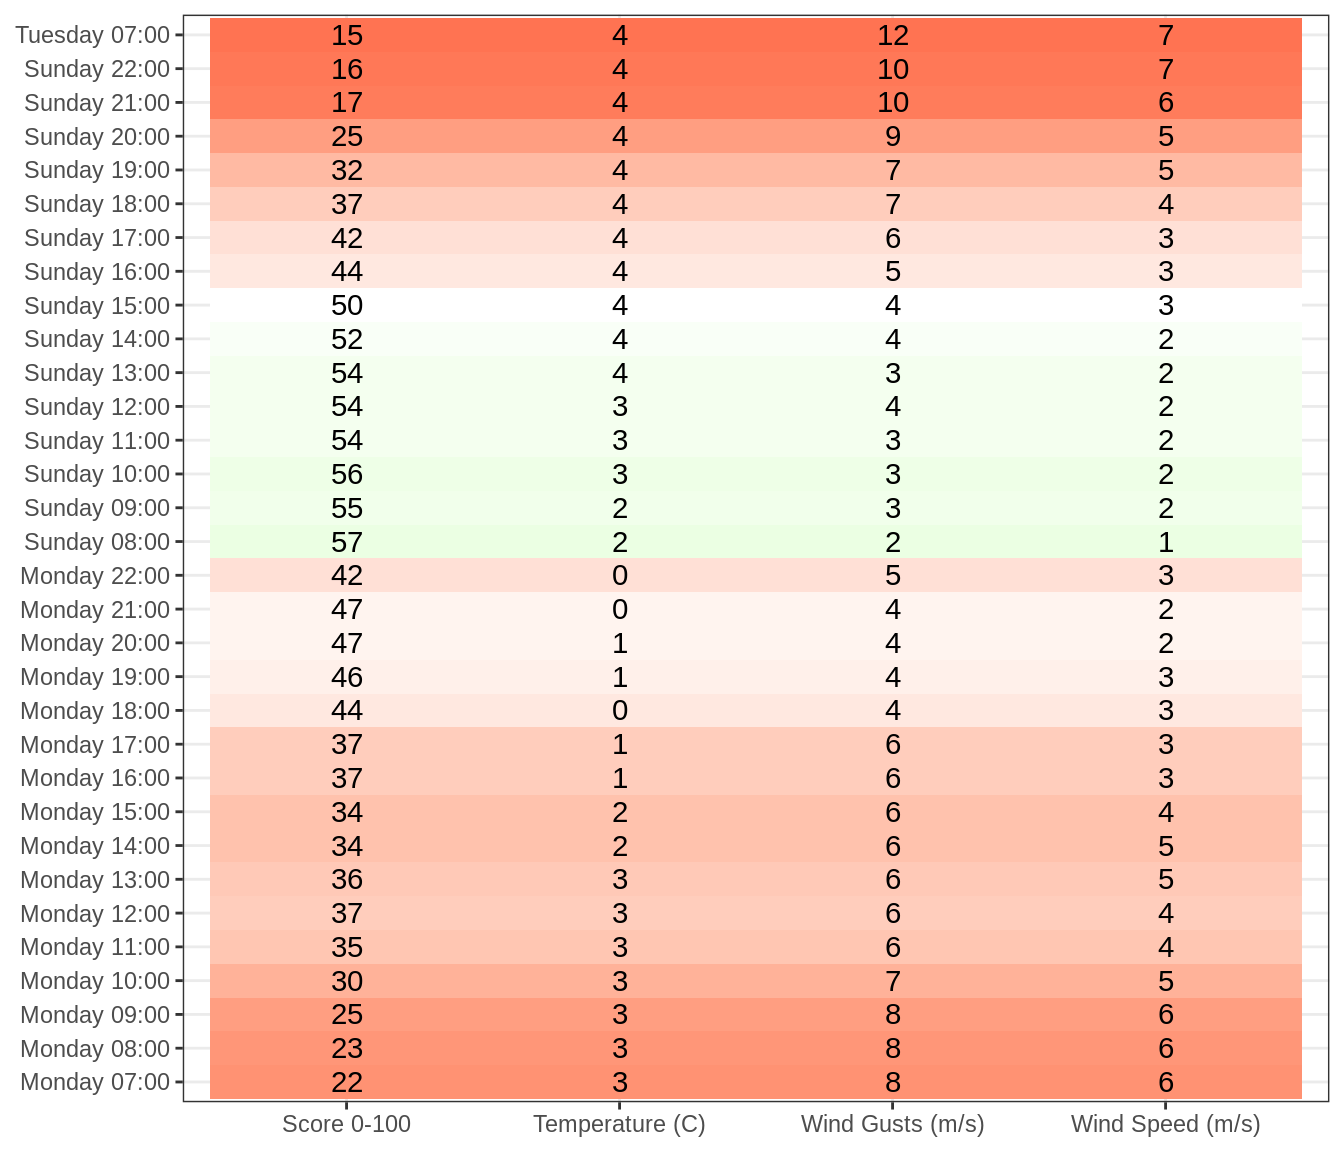 Tuesday 07:00 15 4 12 7
Sunday 22:00 16 4 10 7
Sunday 21:00 17 4 10 6
Sunday 20:00 25 4 9 5
Sunday 19:00 32 4 7 5
Sunday 18:00 37 4 7 4
Sunday 17:00 42 4 6 3
Sunday 16:00 44 4 5 3
Sunday 15:00 50 4 4 3
Sunday 14:00 52 4 4 2
Sunday 13:00 54 4 3 2
Sunday 12:00 54 3 4 2
Sunday 11:00 54 3 3 2
Sunday 10:00 56 3 3 2
Sunday 09:00 55 2 3 2
Sunday 08:00 57 2 2 1
Monday 22:00 42 0 5 3
Monday 21:00 47 0 4 2
Monday 20:00 47 1 4 2
Monday 19:00 46 1 4 3
Monday 18:00 44 0 4 3
Monday 17:00 37 1 6 3
Monday 16:00 37 1 6 3
Monday 15:00 34 2 6 4
Monday 14:00 34 2 6 5
Monday 13:00 36 3 6 5
Monday 12:00 37 3 6 4
Monday 11:00 35 3 6 4
Monday 10:00 30 3 7 5
Monday 09:00 25 3 8 6
Monday 08:00 23 3 8 6
Monday 07:00 22 3 8 6
Score 0-100 Temperature (C) Wind Gusts (m/s) Wind Speed (m/s)